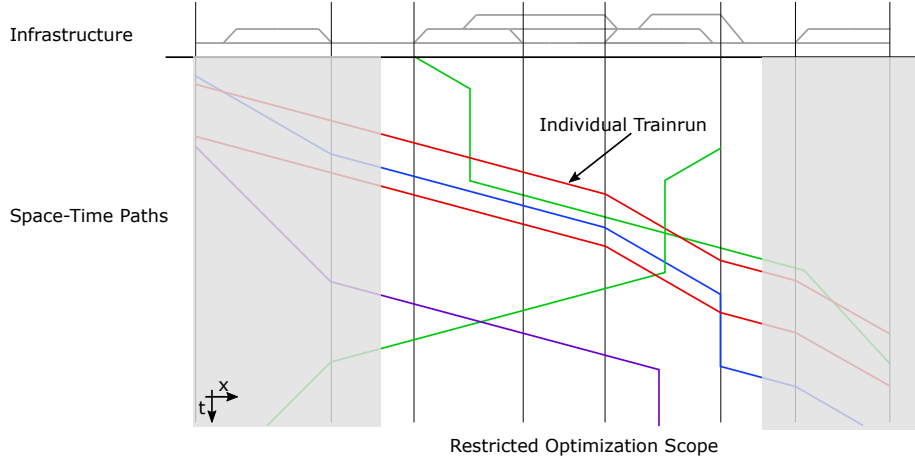 Infrastructure
Individual Trainrun
Space-Time Paths
x
t
Restricted Optimization Scope